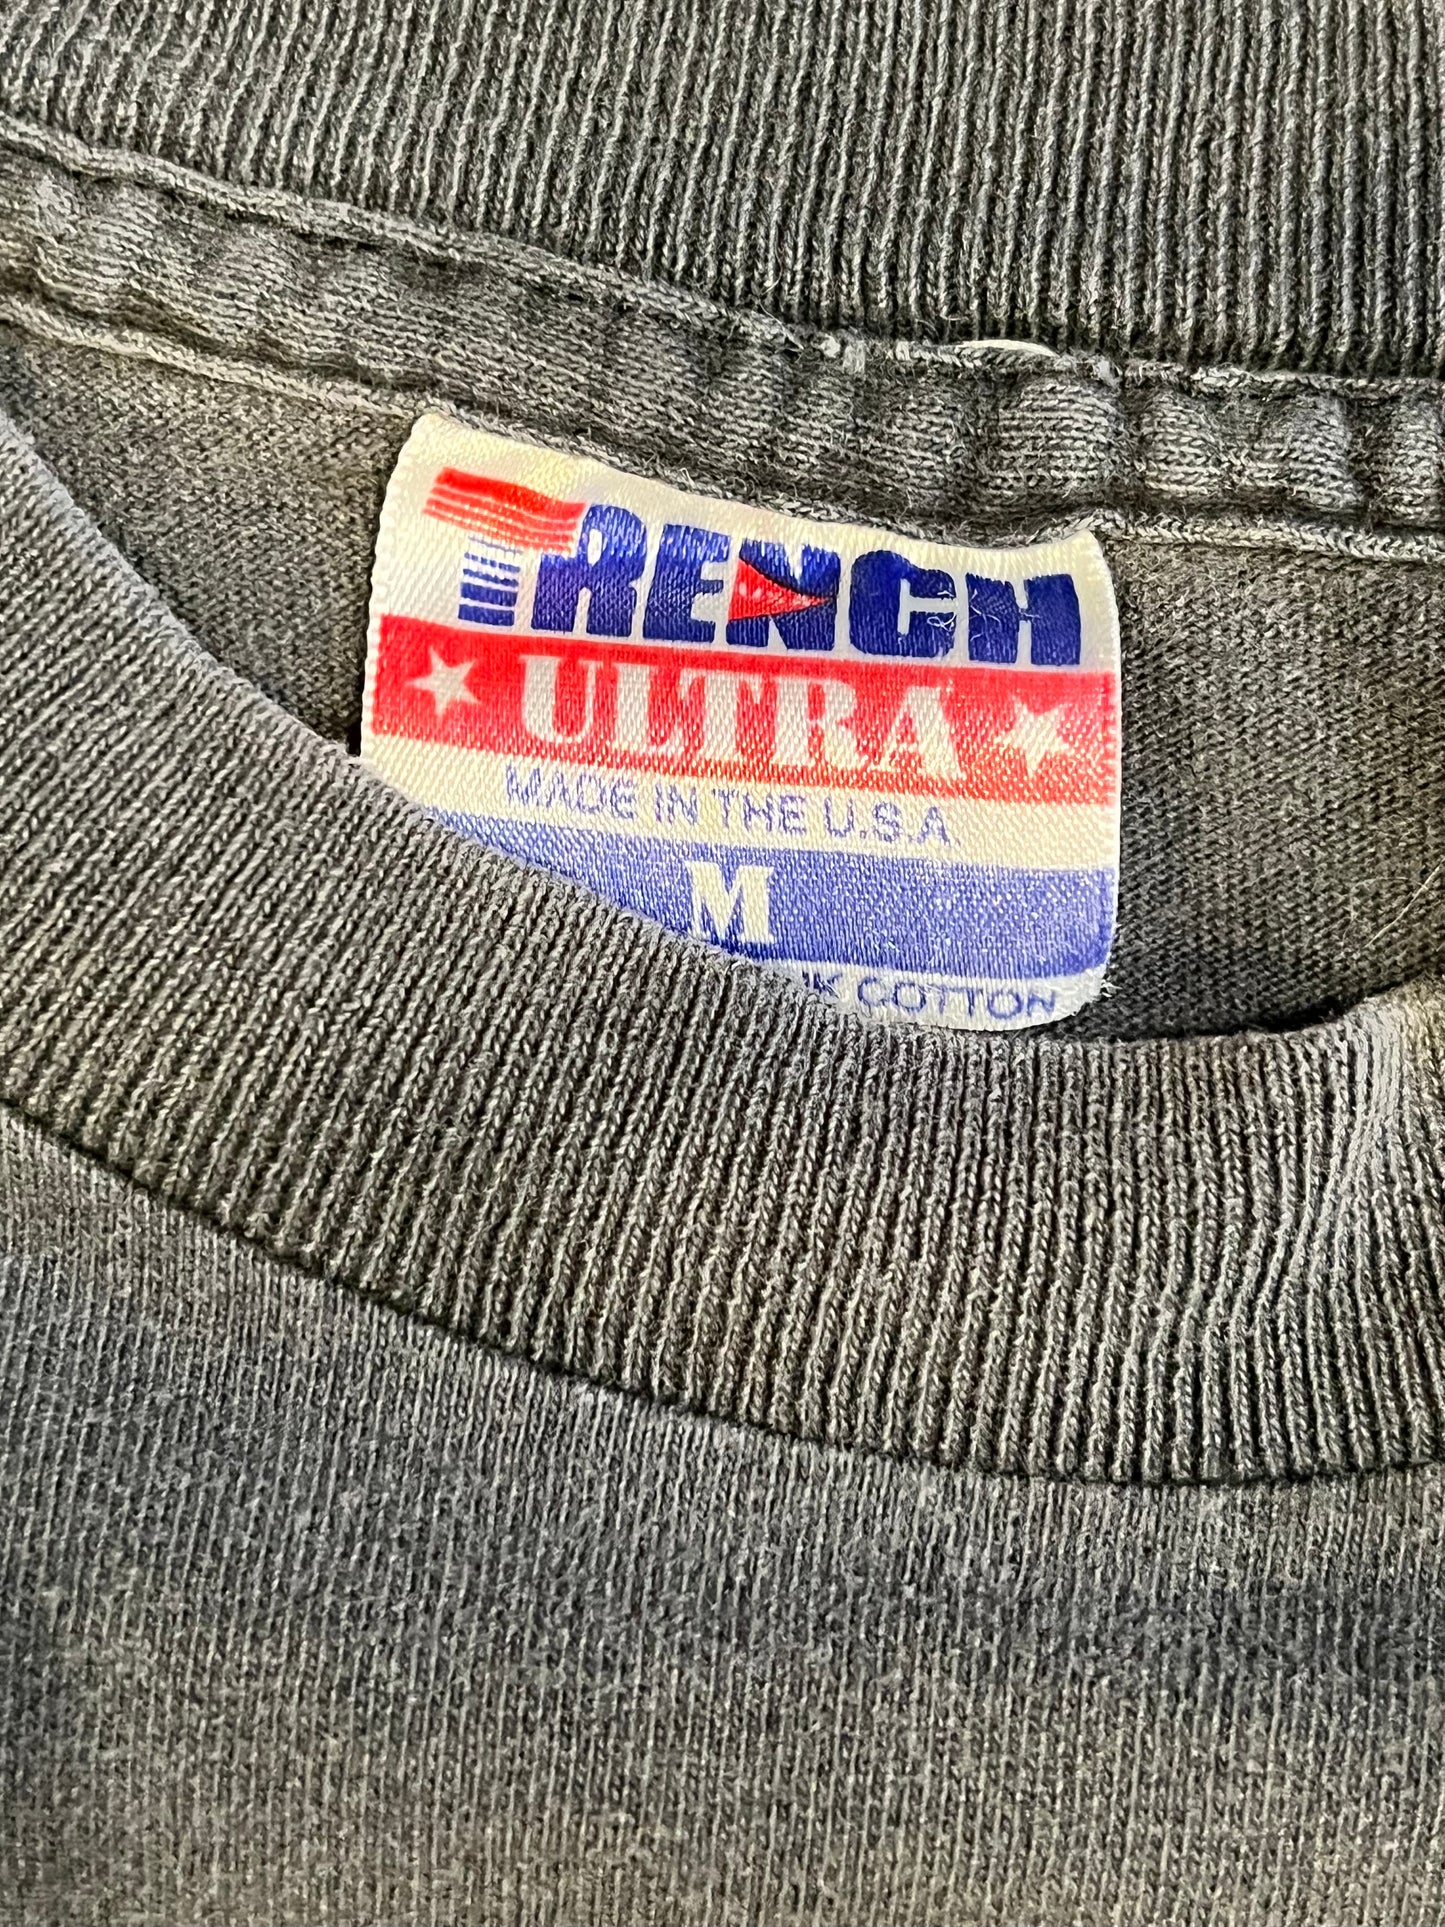 TRENCH
ULTRA
MADE IN THE U.S.A.
M
COTTON